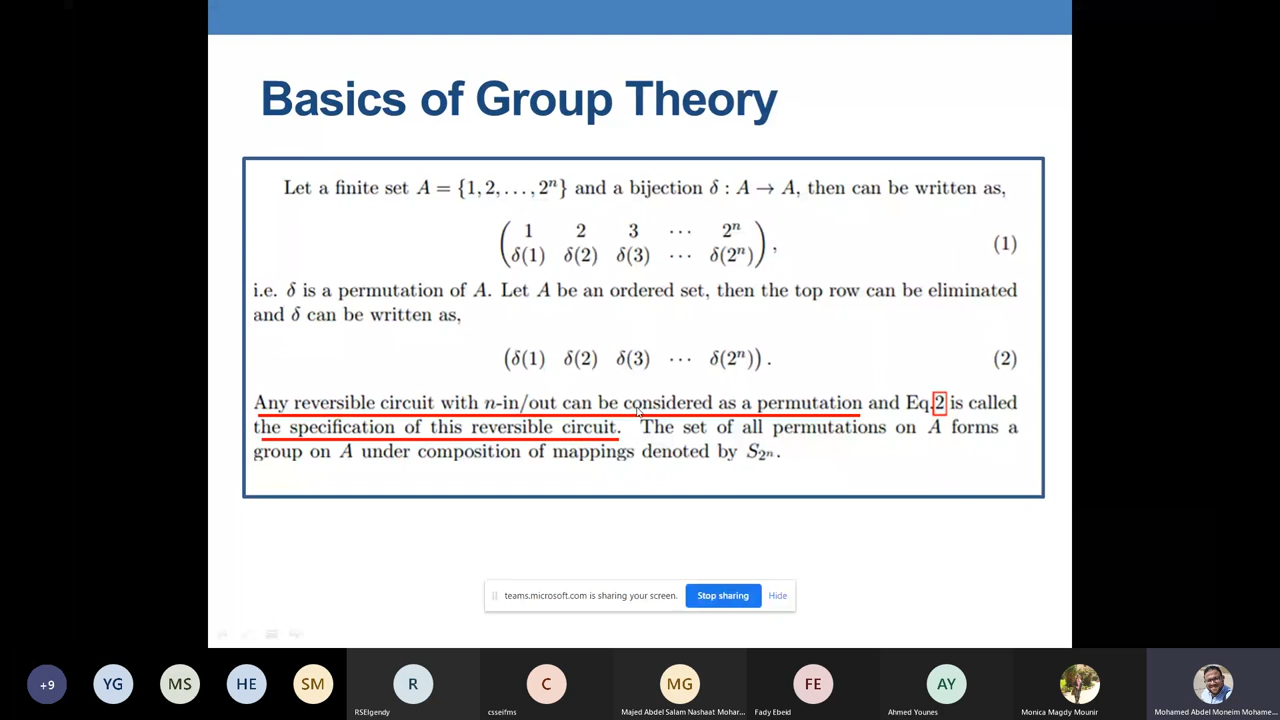 Basics of Group Theory
Let a finite set A = {1, 2, . . . , 2ⁿ} and a bijection δ : A → A, then can be written as,
( 1 2 3 ··· 2ⁿ
δ(1) δ(2) δ(3) ··· δ(2ⁿ) ) , (1)
i.e. δ is a permutation of A. Let A be an ordered set, then the top row can be eliminated
and δ can be written as,
(δ(1) δ(2) δ(3) ··· δ(2ⁿ)) . (2)
Any reversible circuit with n-in/out can be considered as a permutation and Eq.2 is called
the specification of this reversible circuit. The set of all permutations on A forms a
group on A under composition of mappings denoted by S₂ⁿ.
teams.microsoft.com is sharing your screen. Stop sharing Hide
+9 YG MS HE SM R C MG FE AY
RSElgendy csseifms Majed Abdel Salam Nashaat Mohar... Fady Ebeid Ahmed Younes Monica Magdy Mounir Mohamed Abdel Moneim Mohame...